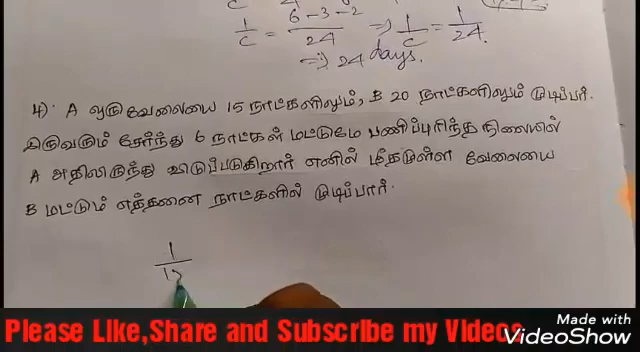 1/C = 6-3-2/24 => 1/C = 1/24.
=> 24 days.
4). A ஒரு வேலையை 15 நாட்களிலும், B 20 நாட்களிலும் முடிப்பர்.
இருவரும் சேர்ந்து 6 நாட்கள் மட்டுமே பணிப்புரிந்த நிலையில்
A அதிலிருந்து விடுபடுகிறார் எனில் மீதமுள்ள வேலையை
B மட்டும் எத்தனை நாட்களில் முடிப்பார்.
1/15
Please Like,Share and Subscribe my Videos
Made with
VideoShow